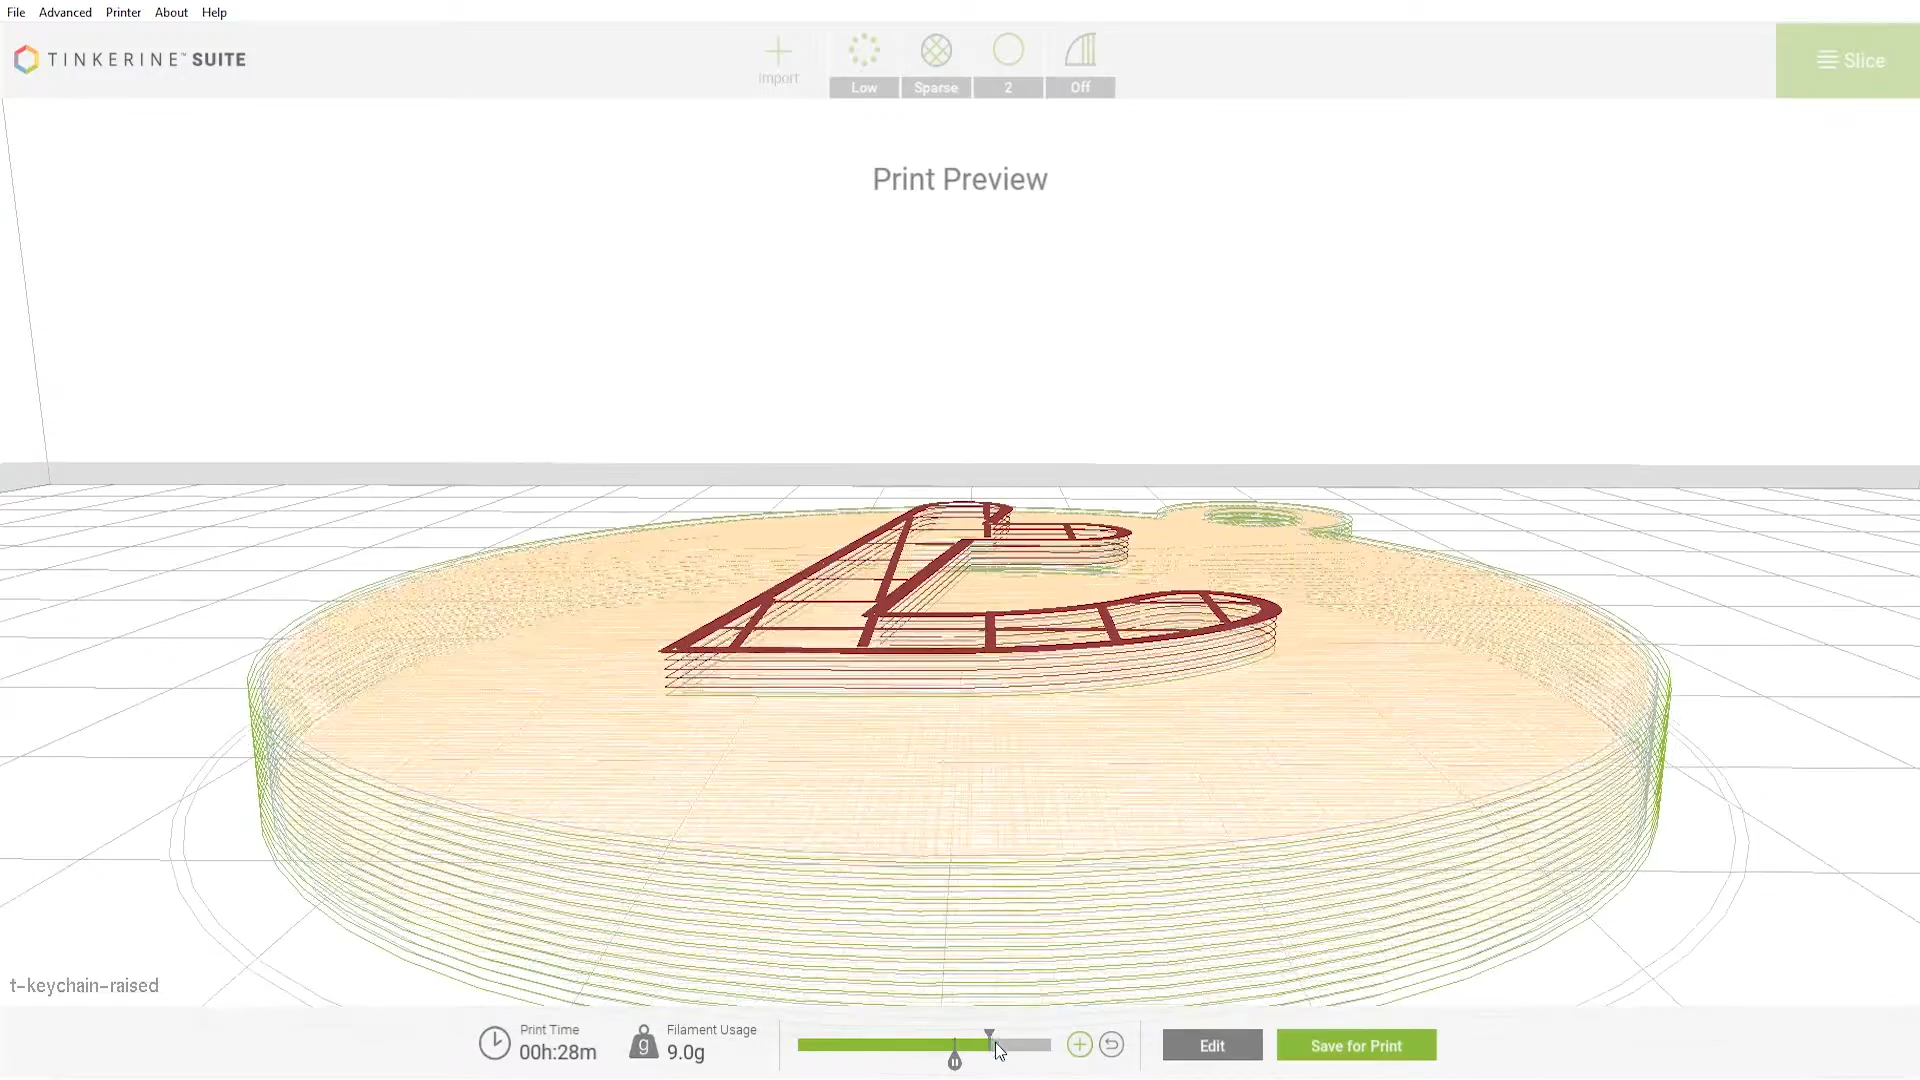 File Advanced Printer About Help
TINKERINE™ SUITE
Import
Low Sparse 2 Off
Slice
Print Preview
t-keychain-raised
Print Time
00h:28m
g
Filament Usage
9.0g
Edit
Save for Print